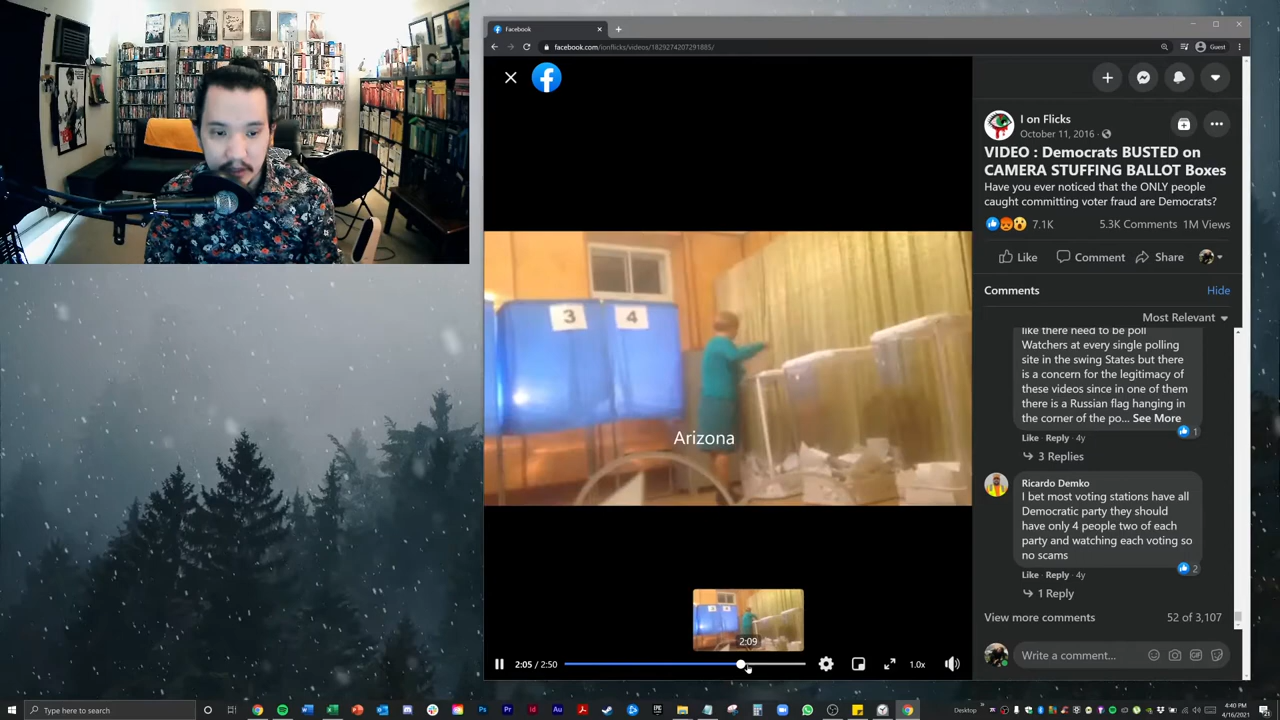 Facebook
facebook.com/ionflicks/videos/1829274207291885/
Guest
I on Flicks
October 11, 2016
VIDEO : Democrats BUSTED on
CAMERA STUFFING BALLOT Boxes
Have you ever noticed that the ONLY people
caught committing voter fraud are Democrats?
7.1K 5.3K Comments 1M Views
Like Comment Share
Comments Hide
Most Relevant
like there need to be poll
Watchers at every single polling
site in the swing States but there
is a concern for the legitimacy of
these videos since in one of them
there is a Russian flag hanging in
the corner of the po... See More
1
Like Reply 4y
3 Replies
Ricardo Demko
I bet most voting stations have all
Democratic party they should
have only 4 people two of each
party and watching each voting so
no scams
2
Like Reply 4y
1 Reply
View more comments 52 of 3,107
Write a comment...
GIF
3 4
Arizona
2:09
2:05 / 2:50
1.0x
Type here to search
Desktop
4:40 PM
4/16/2021